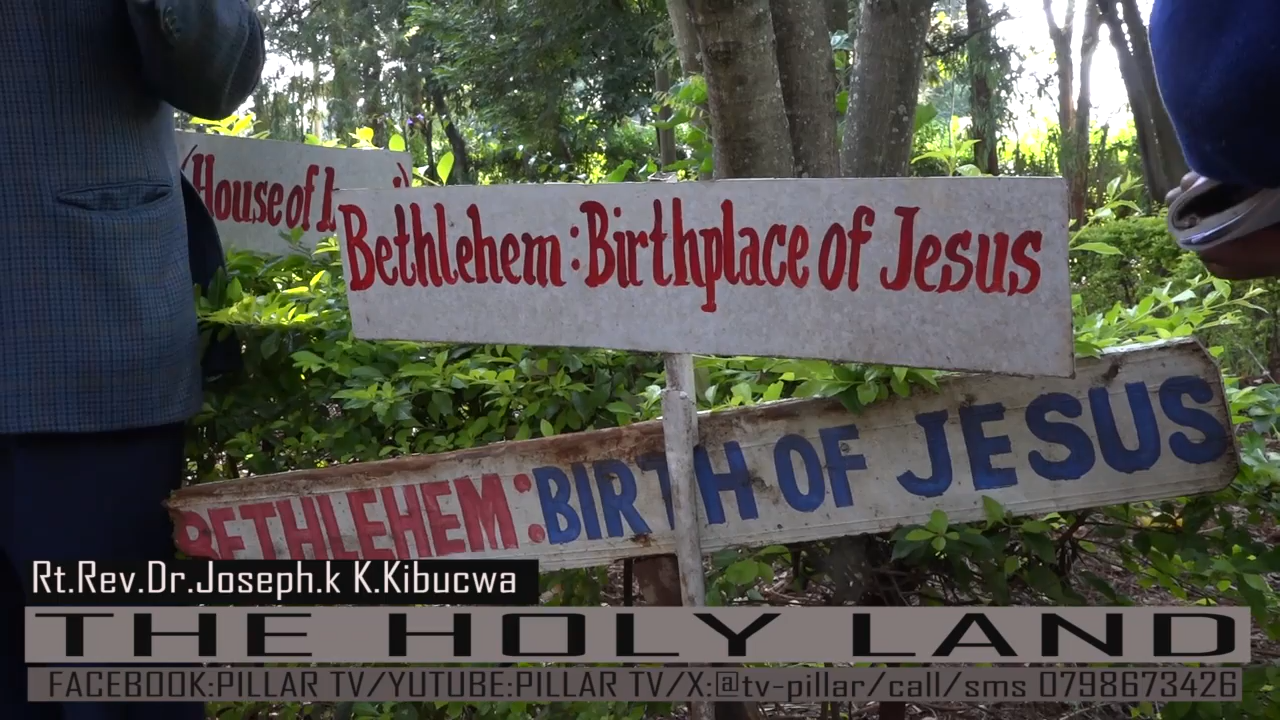 (House of
Bethlehem: Birthplace of Jesus
BETHLEHEM: BIRTH OF JESUS
Rt.Rev.Dr.Joseph.k K.Kibucwa
THE HOLY LAND
FACEBOOK:PILLAR TV/YUTUBE:PILLAR TV/X:@tv-pillar/call/sms 0798673426